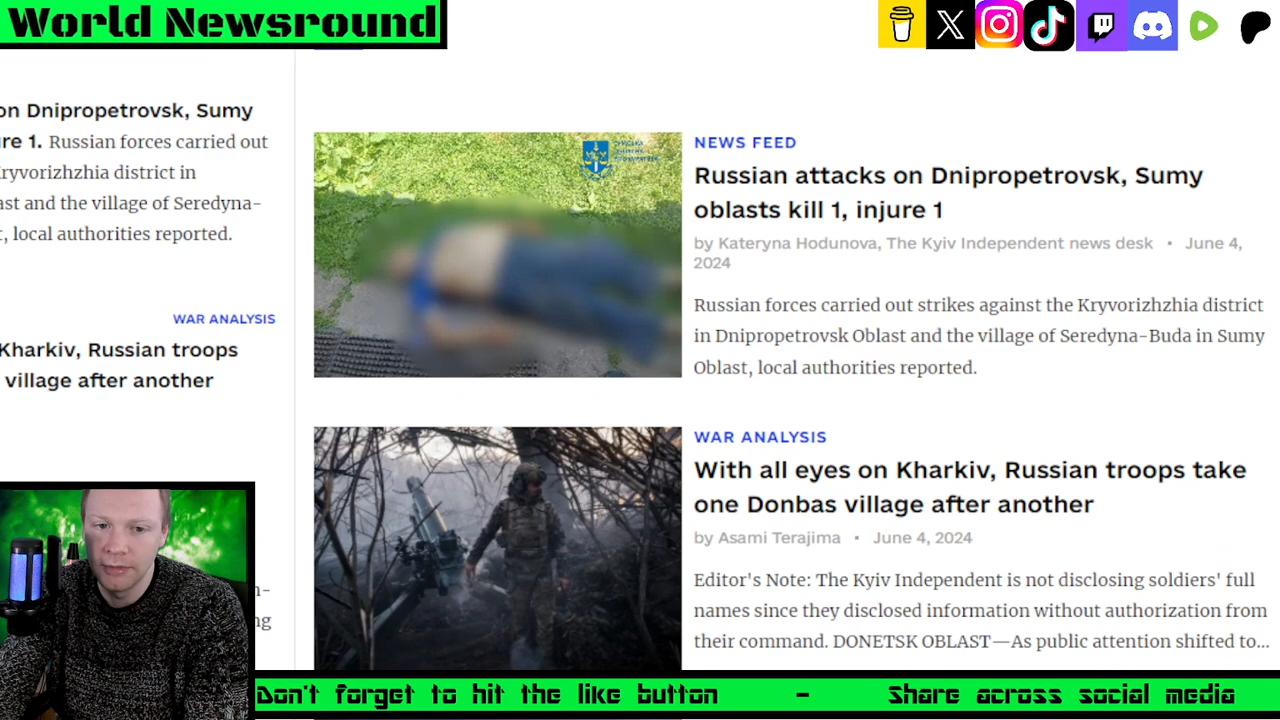 World Newsround
on Dnipropetrovsk, Sumy
re 1. Russian forces carried out
ryvorizhzhia district in
ast and the village of Seredyna-
t, local authorities reported.
WAR ANALYSIS
Kharkiv, Russian troops
village after another
n-
ng
NEWS FEED
Russian attacks on Dnipropetrovsk, Sumy
oblasts kill 1, injure 1
by Kateryna Hodunova, The Kyiv Independent news desk • June 4,
2024
Russian forces carried out strikes against the Kryvorizhzhia district
in Dnipropetrovsk Oblast and the village of Seredyna-Buda in Sumy
Oblast, local authorities reported.
WAR ANALYSIS
With all eyes on Kharkiv, Russian troops take
one Donbas village after another
by Asami Terajima • June 4, 2024
Editor's Note: The Kyiv Independent is not disclosing soldiers' full
names since they disclosed information without authorization from
their command. DONETSK OBLAST—As public attention shifted to...
Don't forget to hit the like button - Share across social media